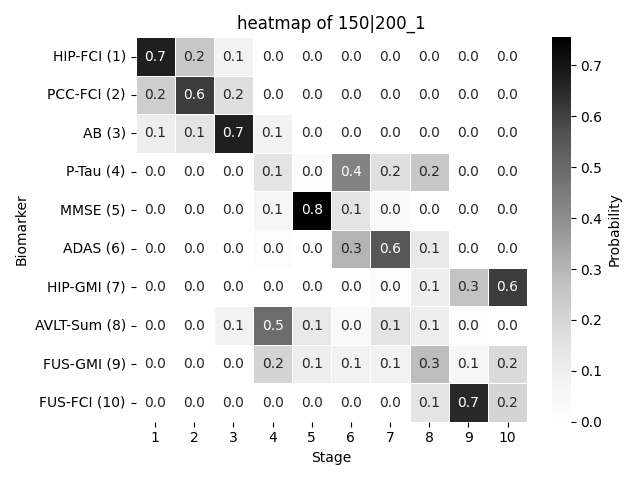 heatmap of 150|200_1
HIP-FCI (1) 0.7 0.2 0.1 0.0 0.0 0.0 0.0 0.0 0.0 0.0
PCC-FCI (2) 0.2 0.6 0.2 0.0 0.0 0.0 0.0 0.0 0.0 0.0
AB (3) 0.1 0.1 0.7 0.1 0.0 0.0 0.0 0.0 0.0 0.0
P-Tau (4) 0.0 0.0 0.0 0.1 0.0 0.4 0.2 0.2 0.0 0.0
MMSE (5) 0.0 0.0 0.0 0.1 0.8 0.1 0.0 0.0 0.0 0.0
ADAS (6) 0.0 0.0 0.0 0.0 0.0 0.3 0.6 0.1 0.0 0.0
HIP-GMI (7) 0.0 0.0 0.0 0.0 0.0 0.0 0.0 0.1 0.3 0.6
AVLT-Sum (8) 0.0 0.0 0.1 0.5 0.1 0.0 0.1 0.1 0.0 0.0
FUS-GMI (9) 0.0 0.0 0.0 0.2 0.1 0.1 0.1 0.3 0.1 0.2
FUS-FCI (10) 0.0 0.0 0.0 0.0 0.0 0.0 0.0 0.1 0.7 0.2
1 2 3 4 5 6 7 8 9 10
Stage
Biomarker
0.7
0.6
0.5
0.4
0.3
0.2
0.1
0.0
Probability